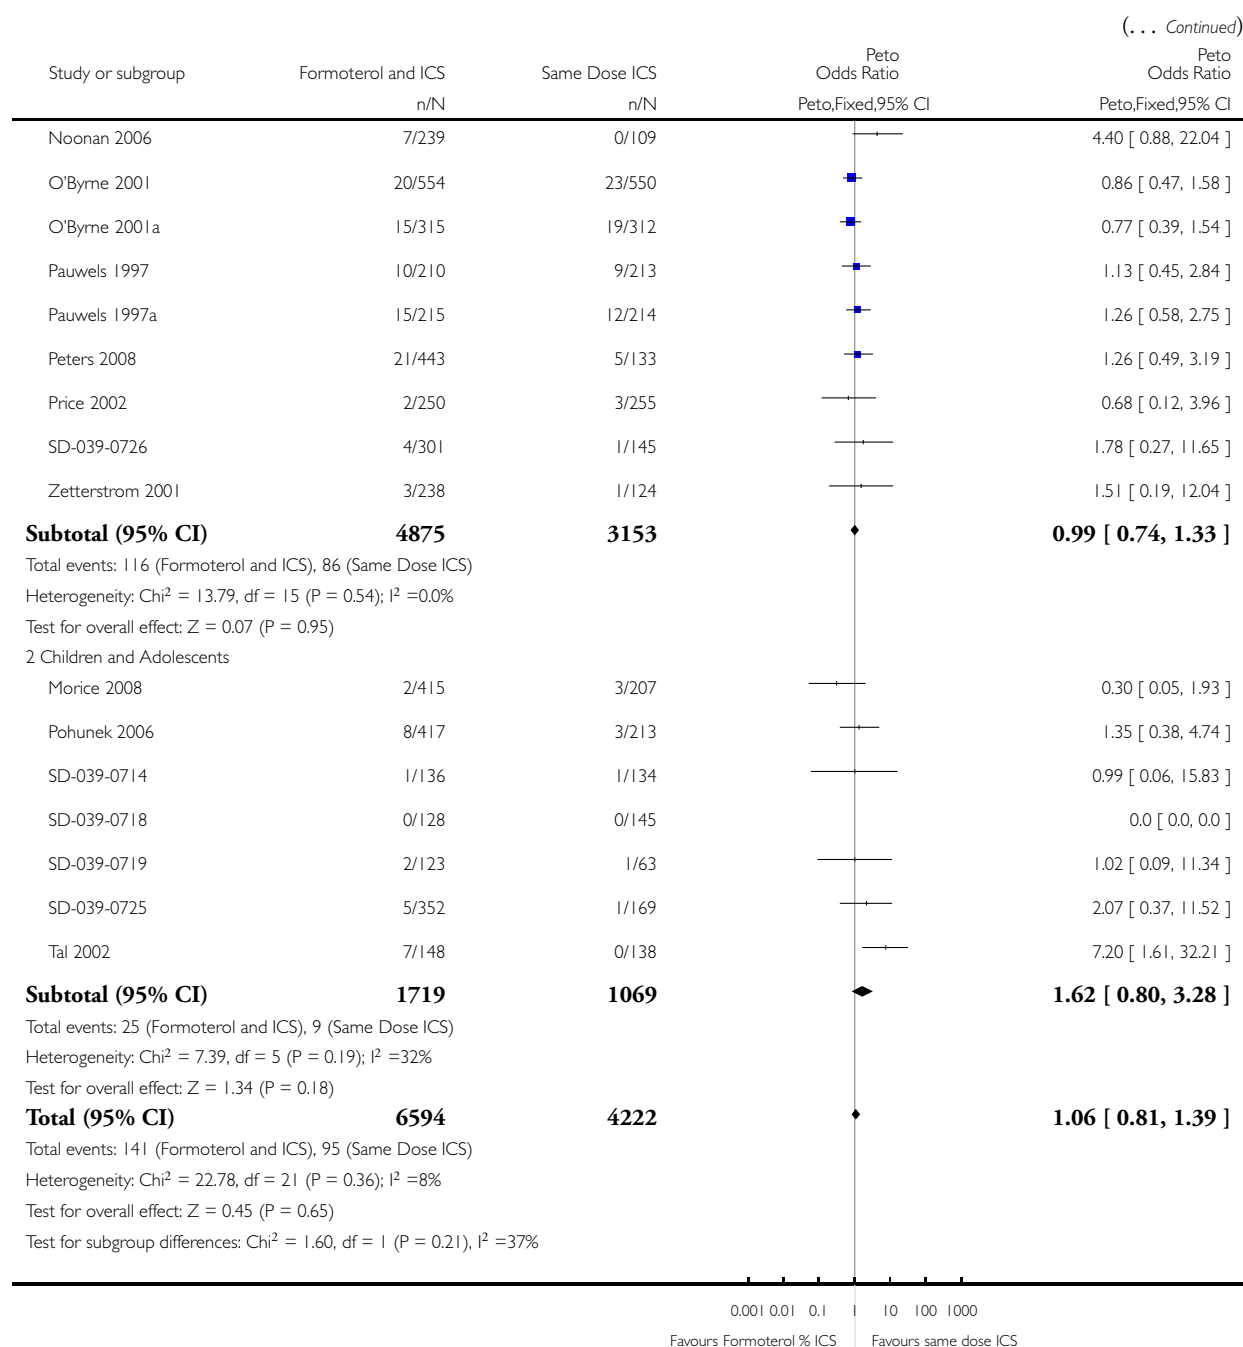 (... Continued)
Peto
Odds Ratio
Peto
Odds Ratio
Study or subgroup Formoterol and ICS Same Dose ICS
n/N n/N Peto,Fixed,95% CI Peto,Fixed,95% CI
Noonan 2006 7/239 0/109 4.40 [ 0.88, 22.04 ]
O'Byrne 2001 20/554 23/550 0.86 [ 0.47, 1.58 ]
O'Byrne 2001a 15/315 19/312 0.77 [ 0.39, 1.54 ]
Pauwels 1997 10/210 9/213 1.13 [ 0.45, 2.84 ]
Pauwels 1997a 15/215 12/214 1.26 [ 0.58, 2.75 ]
Peters 2008 21/443 5/133 1.26 [ 0.49, 3.19 ]
Price 2002 2/250 3/255 0.68 [ 0.12, 3.96 ]
SD-039-0726 4/301 1/145 1.78 [ 0.27, 11.65 ]
Zetterstrom 2001 3/238 1/124 1.51 [ 0.19, 12.04 ]
Subtotal (95% CI) 4875 3153 0.99 [ 0.74, 1.33 ]
Total events: 116 (Formoterol and ICS), 86 (Same Dose ICS)
Heterogeneity: Chi² = 13.79, df = 15 (P = 0.54); I² =0.0%
Test for overall effect: Z = 0.07 (P = 0.95)
2 Children and Adolescents
Morice 2008 2/415 3/207 0.30 [ 0.05, 1.93 ]
Pohunek 2006 8/417 3/213 1.35 [ 0.38, 4.74 ]
SD-039-0714 1/136 1/134 0.99 [ 0.06, 15.83 ]
SD-039-0718 0/128 0/145 0.0 [ 0.0, 0.0 ]
SD-039-0719 2/123 1/63 1.02 [ 0.09, 11.34 ]
SD-039-0725 5/352 1/169 2.07 [ 0.37, 11.52 ]
Tal 2002 7/148 0/138 7.20 [ 1.61, 32.21 ]
Subtotal (95% CI) 1719 1069 1.62 [ 0.80, 3.28 ]
Total events: 25 (Formoterol and ICS), 9 (Same Dose ICS)
Heterogeneity: Chi² = 7.39, df = 5 (P = 0.19); I² =32%
Test for overall effect: Z = 1.34 (P = 0.18)
Total (95% CI) 6594 4222 1.06 [ 0.81, 1.39 ]
Total events: 141 (Formoterol and ICS), 95 (Same Dose ICS)
Heterogeneity: Chi² = 22.78, df = 21 (P = 0.36); I² =8%
Test for overall effect: Z = 0.45 (P = 0.65)
Test for subgroup differences: Chi² = 1.60, df = 1 (P = 0.21), I² =37%
0.001 0.01 0.1 1 10 100 1000
Favours Formoterol % ICS Favours same dose ICS